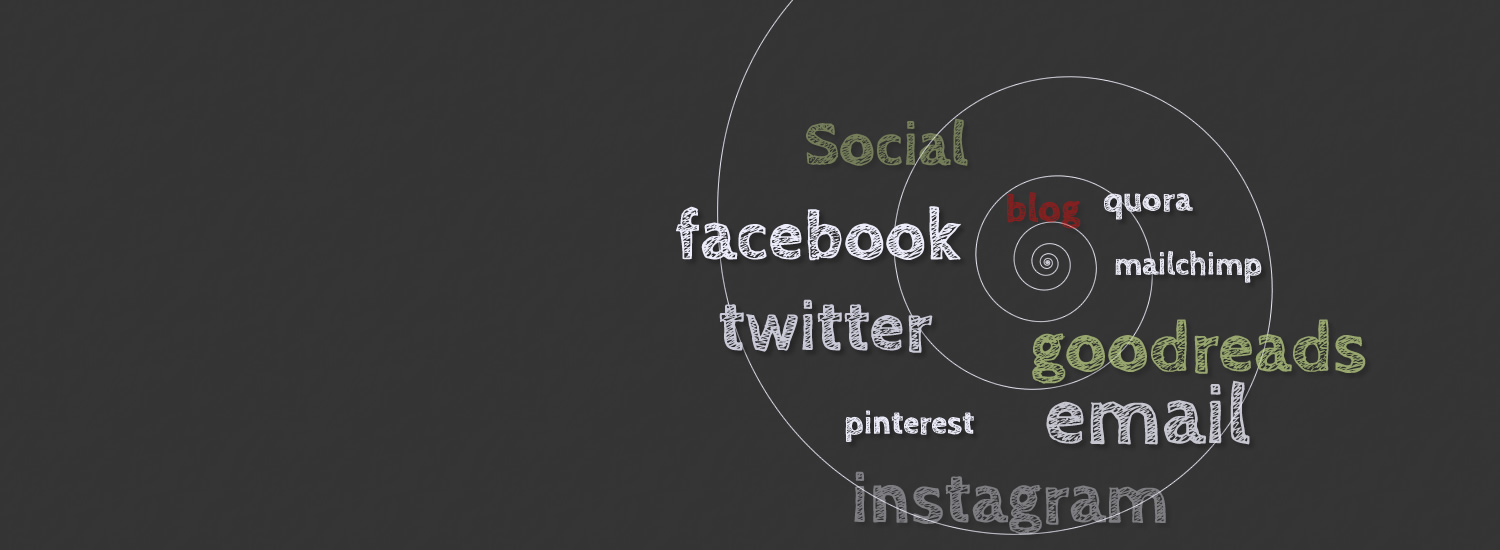 Social
blog
quora
facebook
mailchimp
twitter
goodreads
email
pinterest
instagram